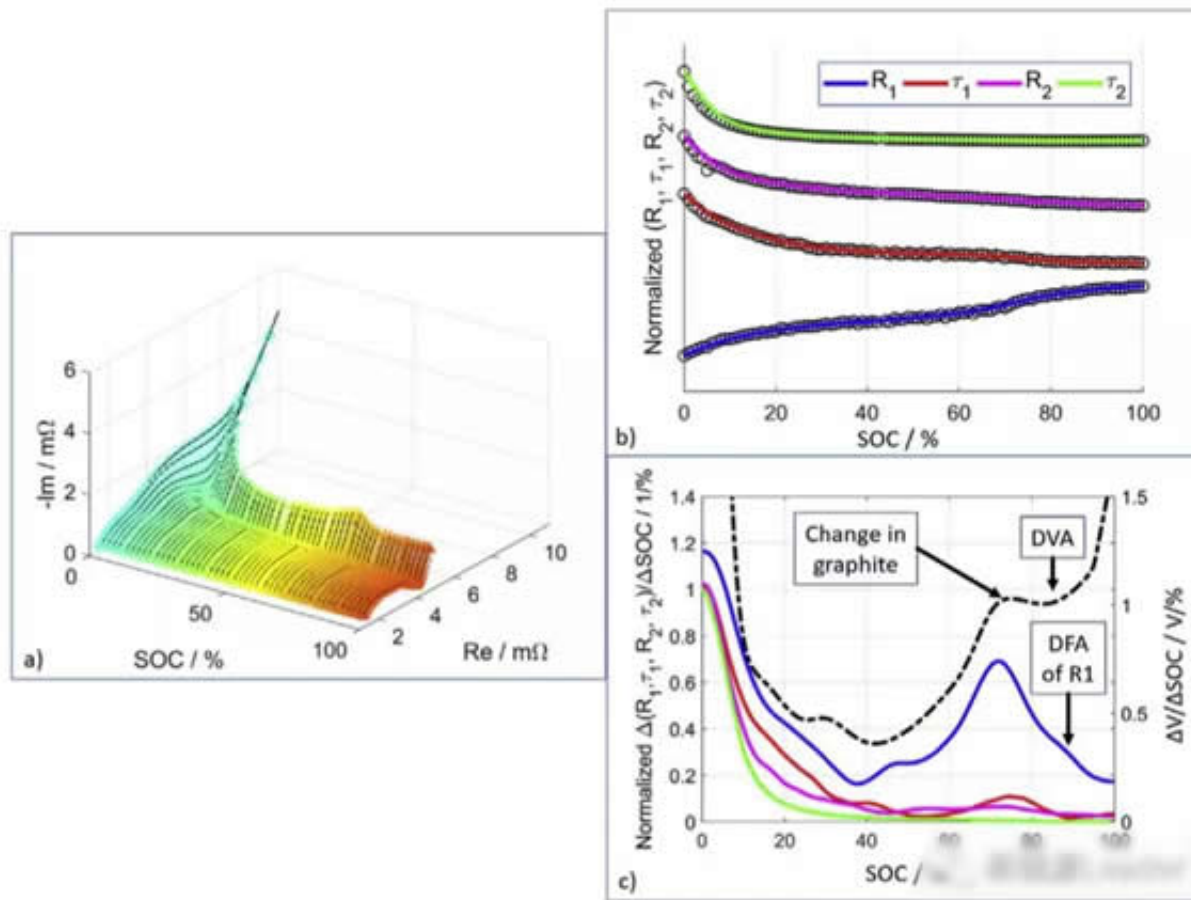 R₁ τ₁ R₂ τ₂
Normalized (R₁, τ₁, R₂, τ₂)
0 20 40 60 80 100
b)
SOC / %
6
4
2
0
-Im / mΩ
0
50
100
SOC / %
2
4
6
8
10
Re / mΩ
a)
1.4
1.2
1
0.8
0.6
0.4
0.2
0
Normalized Δ(R₁,τ₁, R₂, τ₂)/ΔSOC / 1/%
Change in
graphite
DVA
DFA
of R1
1.5
1
0.5
0
ΔV/ΔSOC / V/%
0 20 40 60 80 100
SOC /
c)